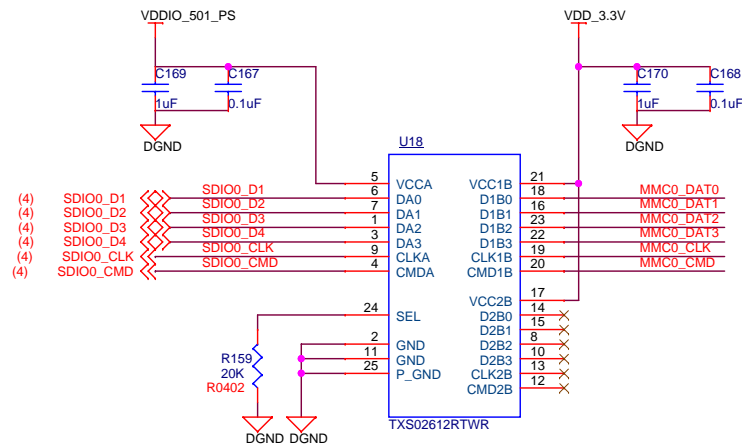 VDDIO_501_PS VDD_3.3V
C169 C167 C170 C168
1uF 0.1uF 1uF 0.1uF
DGND DGND
U18
5 VCCA VCC1B 21
(4) SDIO0_D1 SDIO0_D1 6 DA0 D1B0 18 MMC0_DAT0
(4) SDIO0_D2 SDIO0_D2 7 DA1 D1B1 16 MMC0_DAT1
(4) SDIO0_D3 SDIO0_D3 1 DA2 D1B2 23 MMC0_DAT2
(4) SDIO0_D4 SDIO0_D4 3 DA3 D1B3 22 MMC0_DAT3
(4) SDIO0_CLK SDIO0_CLK 9 CLKA CLK1B 19 MMC0_CLK
(4) SDIO0_CMD SDIO0_CMD 4 CMDA CMD1B 20 MMC0_CMD
VCC2B 17
24 SEL D2B0 14
D2B1 15
2 GND D2B2 8
11 GND D2B3 10
25 P_GND CLK2B 13
CMD2B 12
R159
20K
R0402
TXS02612RTWR
DGND DGND